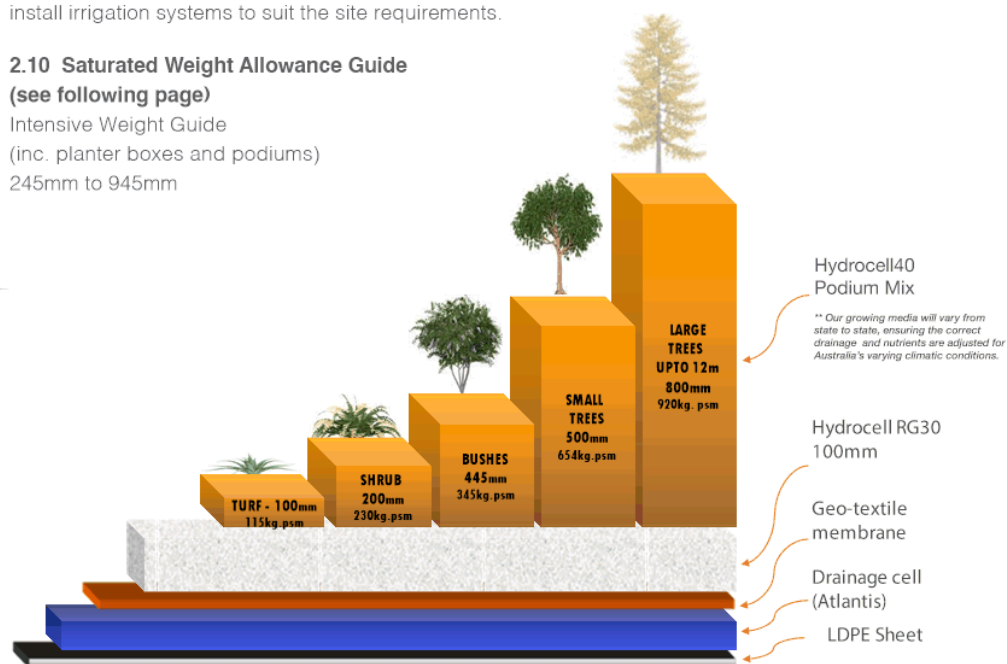 install irrigation systems to suit the site requirements.
2.10 Saturated Weight Allowance Guide
(see following page)
Intensive Weight Guide
(inc. planter boxes and podiums)
245mm to 945mm
Hydrocell40
Podium Mix
** Our growing media will vary from
state to state, ensuring the correct
drainage and nutrients are adjusted for
Australia's varying climatic conditions.
LARGE
TREES
UPTO 12m
800mm
920kg. psm
SMALL
TREES
500mm
654kg.psm
BUSHES
445mm
345kg.psm
SHRUB
200mm
230kg.psm
TURF - 100mm
115kg.psm
Hydrocell RG30
100mm
Geo-textile
membrane
Drainage cell
(Atlantis)
LDPE Sheet